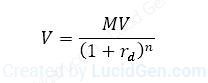 V = MV / (1 + r_d)^n
Created by LucidGen.com